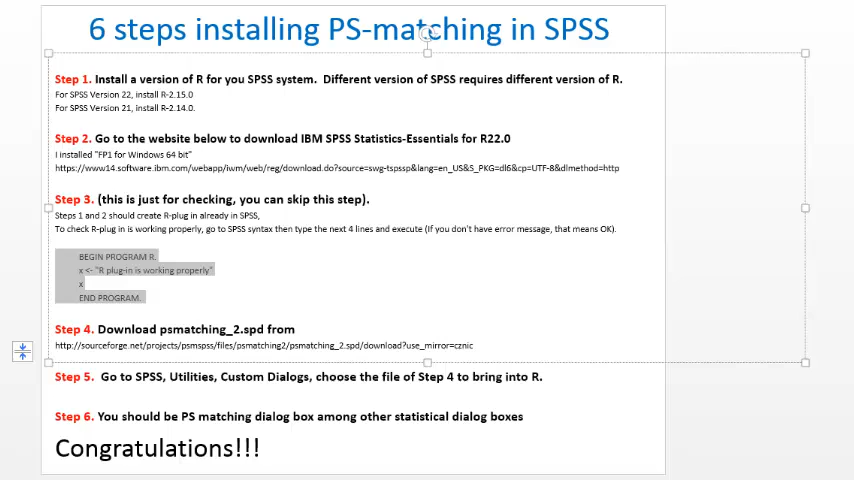 6 steps installing PS-matching in SPSS
Step 1. Install a version of R for you SPSS system. Different version of SPSS requires different version of R.
For SPSS Version 22, install R-2.15.0
For SPSS Version 21, install R-2.14.0.
Step 2. Go to the website below to download IBM SPSS Statistics-Essentials for R22.0
I installed "FP1 for Windows 64 bit"
https://www14.software.ibm.com/webapp/iwm/web/reg/download.do?source=swg-tspssp&lang=en_US&S_PKG=dl6&cp=UTF-8&dlmethod=http
Step 3. (this is just for checking, you can skip this step).
Steps 1 and 2 should create R-plug in already in SPSS,
To check R-plug in is working properly, go to SPSS syntax then type the next 4 lines and execute (If you don't have error message, that means OK).
BEGIN PROGRAM R.
x <- "R plug-in is working properly"
x
END PROGRAM.
Step 4. Download psmatching_2.spd from
http://sourceforge.net/projects/psmspss/files/psmatching2/psmatching_2.spd/download?use_mirror=cznic
Step 5. Go to SPSS, Utilities, Custom Dialogs, choose the file of Step 4 to bring into R.
Step 6. You should be PS matching dialog box among other statistical dialog boxes
Congratulations!!!